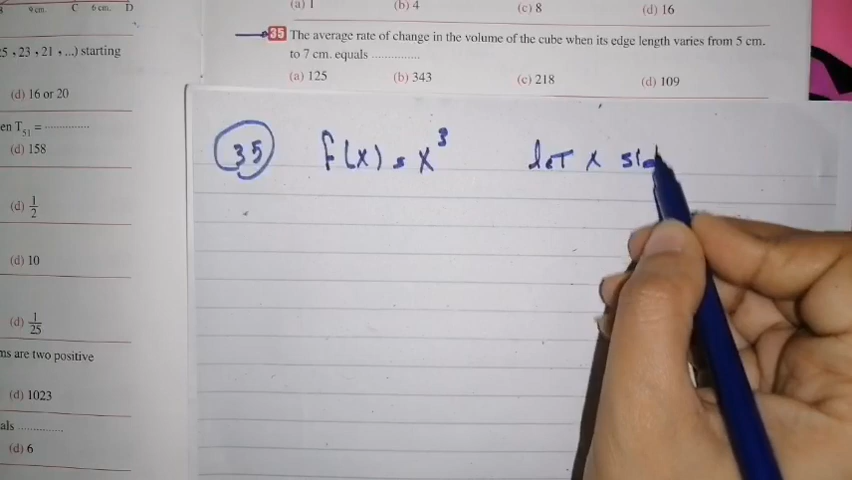 (a) 1 (b) 4 (c) 8 (d) 16
35 The average rate of change in the volume of the cube when its edge length varies from 5 cm.
to 7 cm. equals ..............
(a) 125 (b) 343 (c) 218 (d) 109
9 cm. C 6 cm. D
5 , 23 , 21 , ...) starting
(d) 16 or 20
en T51 = ..............
(d) 158
(d) 1/2
(d) 10
(d) 1/25
ms are two positive
(d) 1023
als ..............
(d) 6
35 f(x) = x³ let x sid